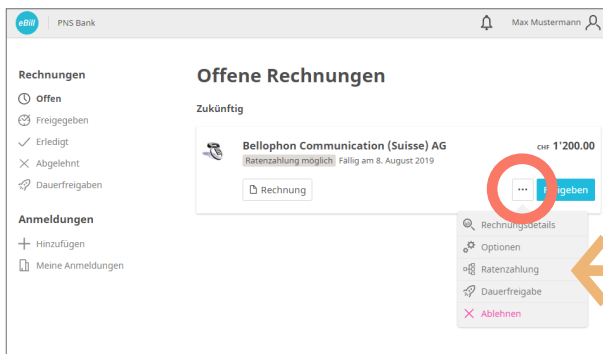 eBill PNS Bank Max Mustermann
Rechnungen
Offen
Freigegeben
Erledigt
Abgelehnt
Dauerfreigaben
Anmeldungen
Hinzufügen
Meine Anmeldungen
Offene Rechnungen
Zukünftig
Bellophon Communication (Suisse) AG CHF 1'200.00
Ratenzahlung möglich Fällig am 8. August 2019
Rechnung ... Freigeben
Rechnungsdetails
Optionen
Ratenzahlung
Dauerfreigabe
Ablehnen